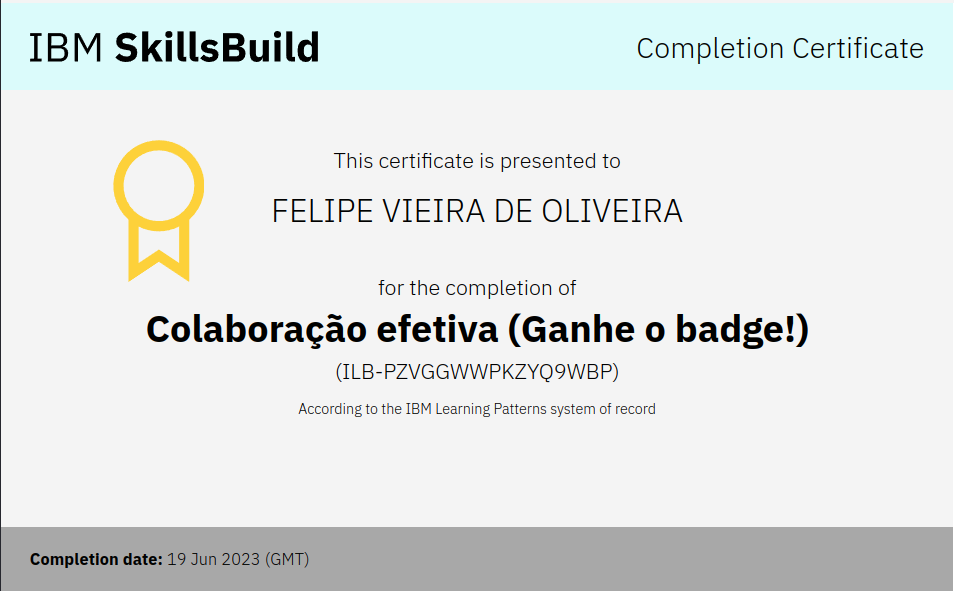 IBM SkillsBuild
Completion Certificate
This certificate is presented to
FELIPE VIEIRA DE OLIVEIRA
for the completion of
Colaboração efetiva (Ganhe o badge!)
(ILB-PZVGGWWPKZYQ9WBP)
According to the IBM Learning Patterns system of record
Completion date: 19 Jun 2023 (GMT)